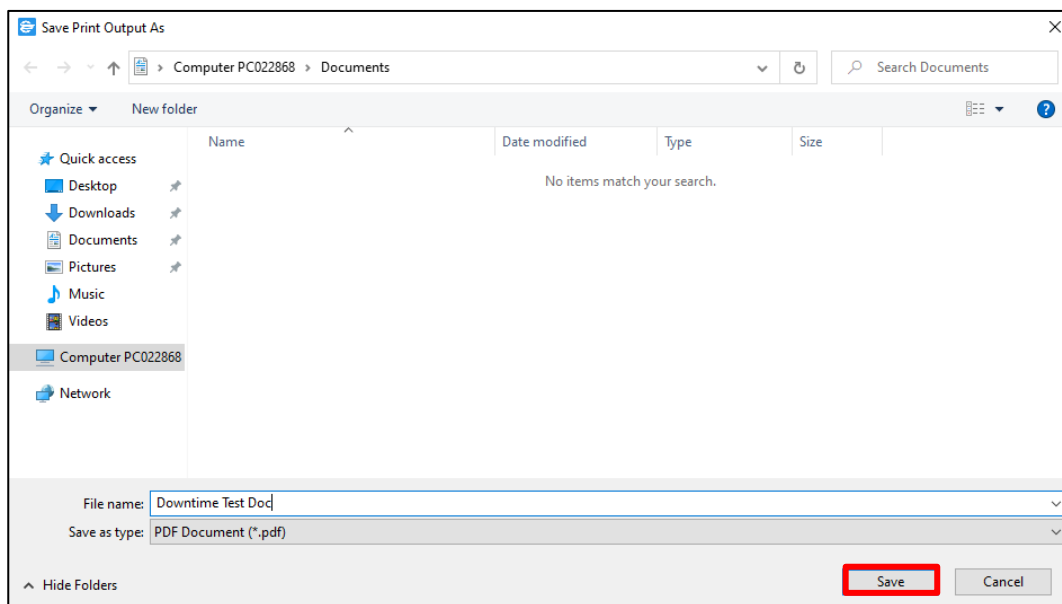 Save Print Output As
Computer PC022868 > Documents
Search Documents
Organize
New folder
Name
Date modified
Type
Size
Quick access
No items match your search.
Desktop
Downloads
Documents
Pictures
Music
Videos
Computer PC022868
Network
File name: Downtime Test Doc
Save as type: PDF Document (*.pdf)
Hide Folders
Save
Cancel